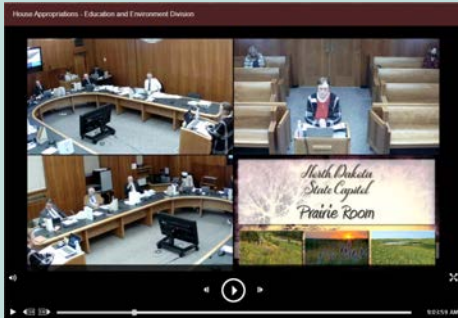 House Appropriations - Education and Environment Division
North Dakota
State Capitol
Prairie Room